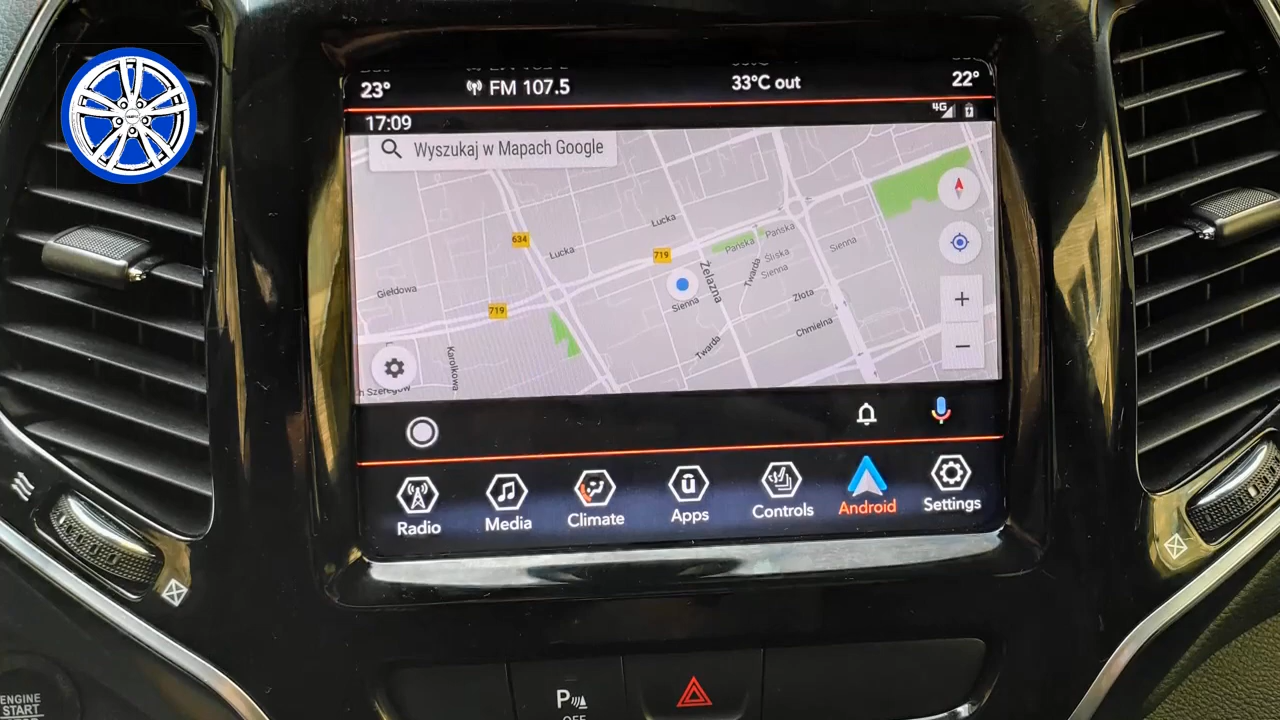 23°
FM 107.5
33°C out
22°
17:09
4G
Wyszukaj w Mapach Google
Lucka
634
Lucka
719
Pańska
Pańska
Śliska
Sienna
Sienna
Żelazna
Twarda
Giełdowa
719
Sienna
Złota
Chmielna
Twarda
Karolkowa
h Szeregów
Radio
Media
Climate
Apps
Controls
Android
Settings
ENGINE
START
P
OFF